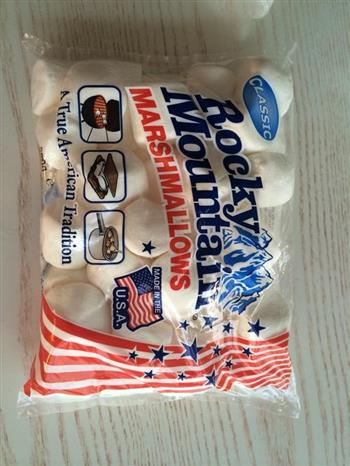 CLASSIC
Rocky
Mountain
MARSHMALLOWS
MADE IN THE
U.S.A.
A True American Tradition